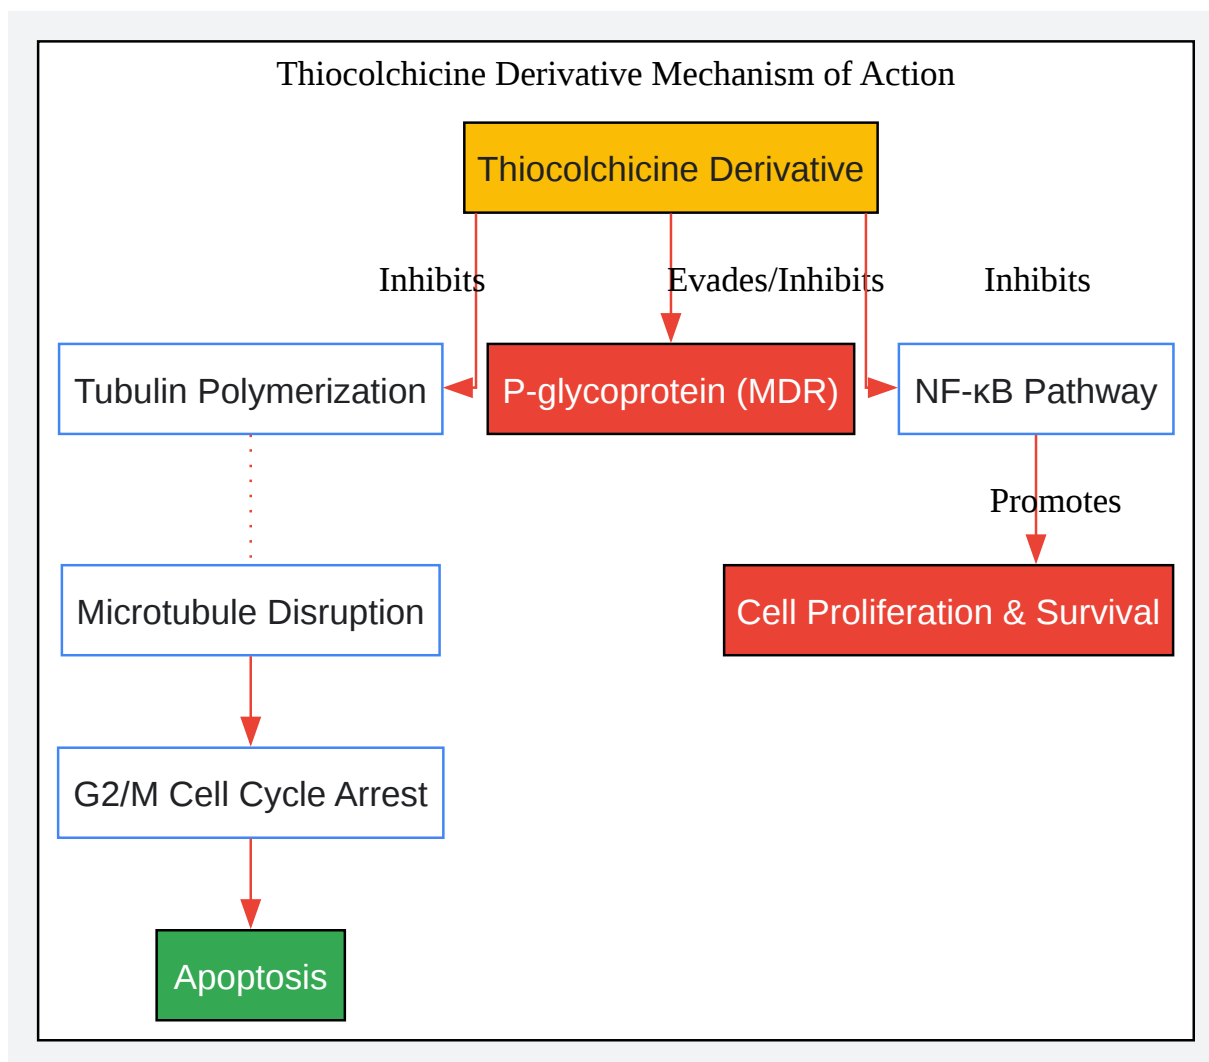 Thiocolchicine Derivative Mechanism of Action
Thiocolchicine Derivative
Inhibits
Evades/Inhibits
Inhibits
Tubulin Polymerization
P-glycoprotein (MDR)
NF-κB Pathway
Promotes
Microtubule Disruption
Cell Proliferation & Survival
G2/M Cell Cycle Arrest
Apoptosis